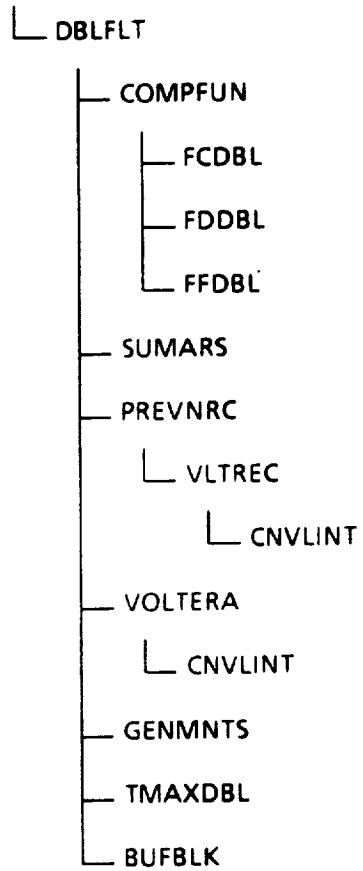 DBLFLT
COMPFUN
FCDBL
FDDBL
FFDBL
SUMARS
PREVNRC
VLTREC
CNVLINT
VOLTERA
CNVLINT
GENMNTS
TMAXDBL
BUFBLK